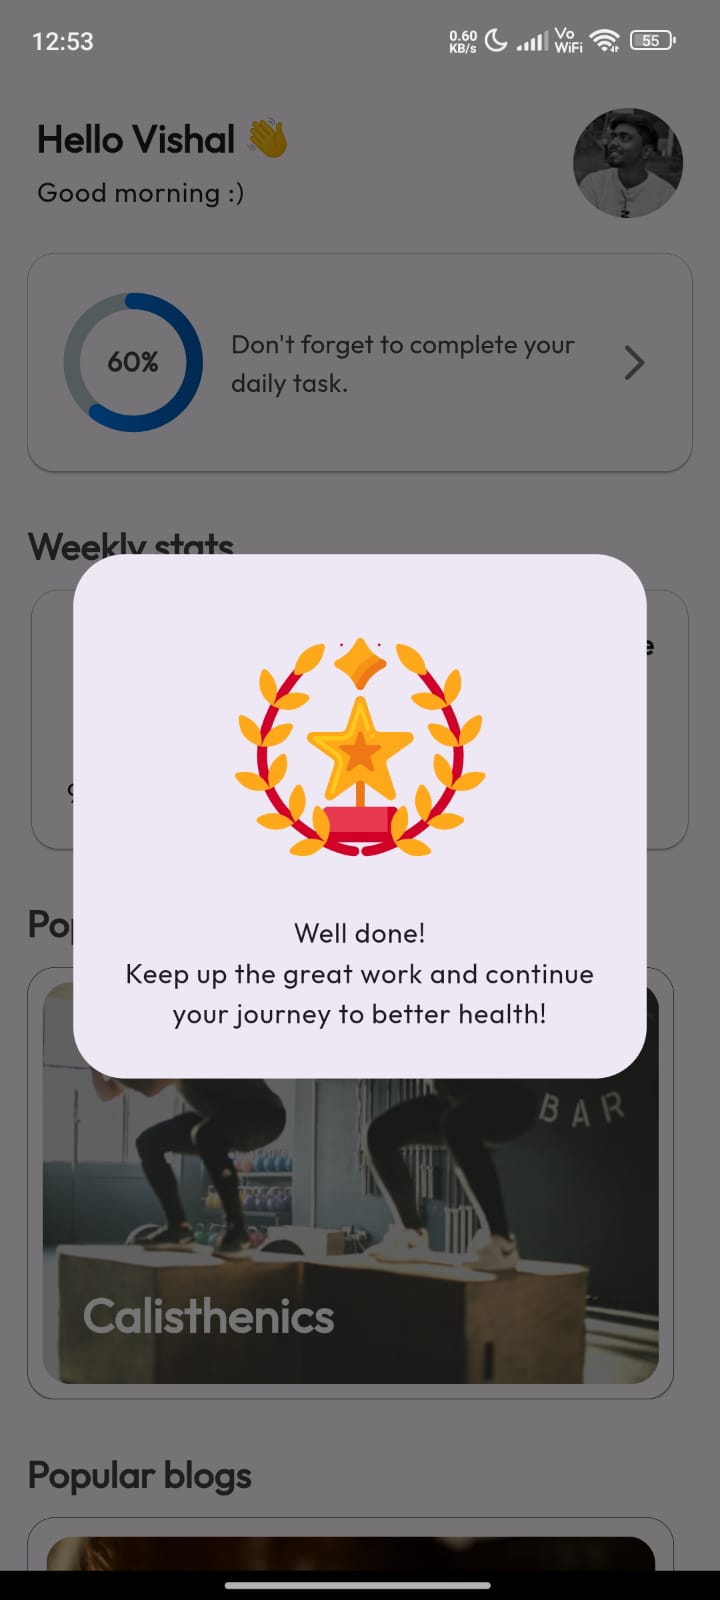 12:53
0.60
KB/s
Vo
WiFi
55
Hello Vishal 👋
Good morning :)
60%
Don't forget to complete your
daily task.
Weekly stats
Well done!
Keep up the great work and continue
your journey to better health!
BAR
Calisthenics
Popular blogs